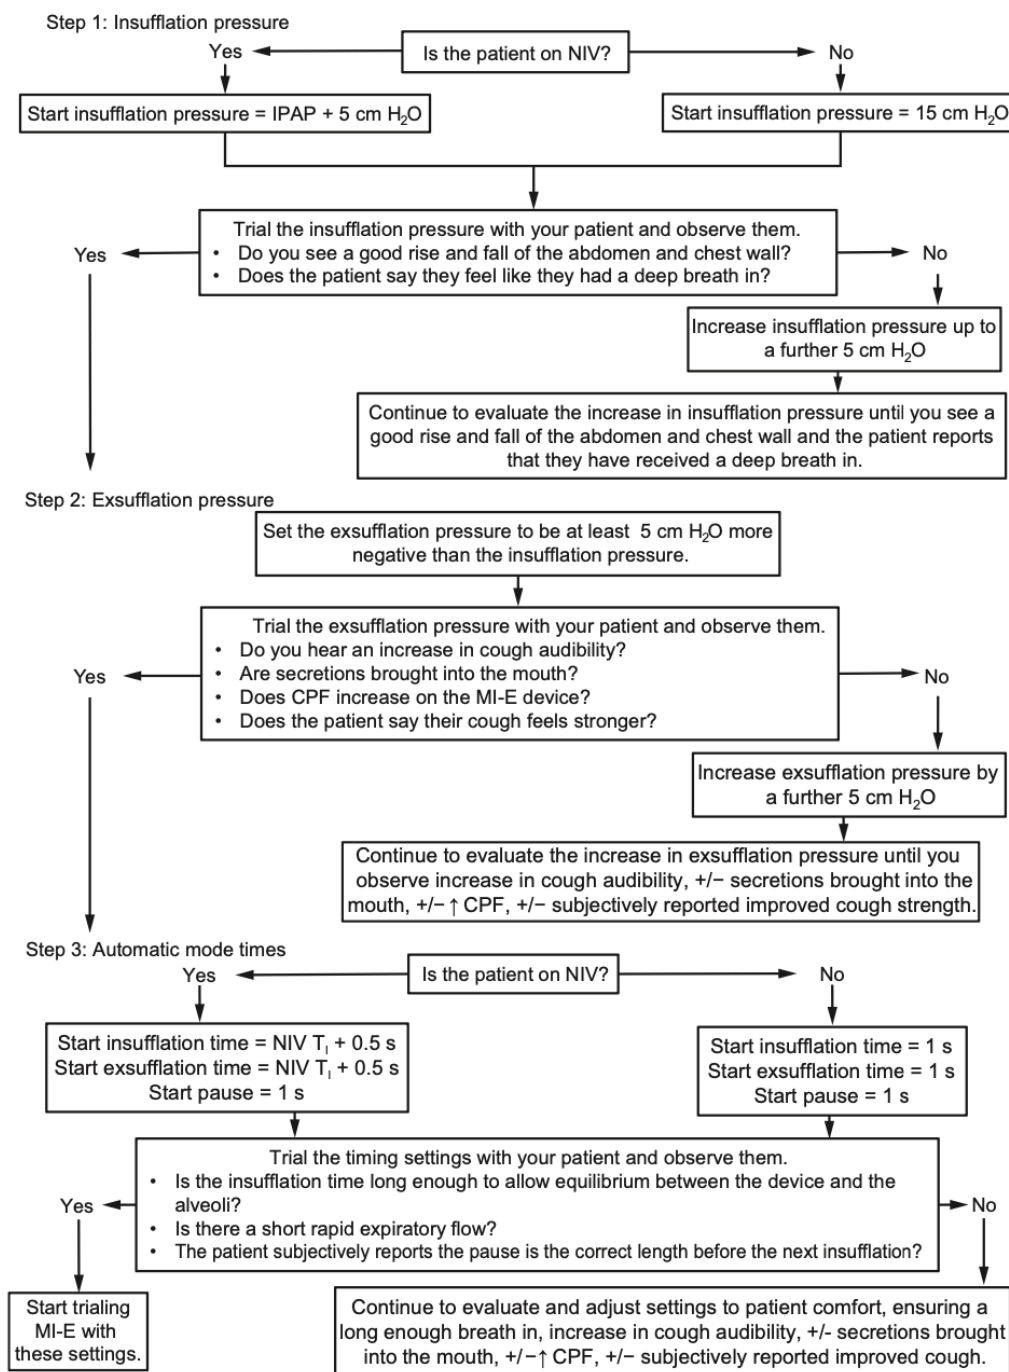 Step 1: Insufflation pressure
Yes
Is the patient on NIV?
No
Start insufflation pressure = IPAP + 5 cm H₂O
Start insufflation pressure = 15 cm H₂O
Trial the insufflation pressure with your patient and observe them.
• Do you see a good rise and fall of the abdomen and chest wall?
• Does the patient say they feel like they had a deep breath in?
Yes
No
Increase insufflation pressure up to
a further 5 cm H₂O
Continue to evaluate the increase in insufflation pressure until you see a
good rise and fall of the abdomen and chest wall and the patient reports
that they have received a deep breath in.
Step 2: Exsufflation pressure
Set the exsufflation pressure to be at least 5 cm H₂O more
negative than the insufflation pressure.
Trial the exsufflation pressure with your patient and observe them.
• Do you hear an increase in cough audibility?
• Are secretions brought into the mouth?
• Does CPF increase on the MI-E device?
• Does the patient say their cough feels stronger?
Yes
No
Increase exsufflation pressure by
a further 5 cm H₂O
Continue to evaluate the increase in exsufflation pressure until you
observe increase in cough audibility, +/− secretions brought into the
mouth, +/−↑ CPF, +/− subjectively reported improved cough strength.
Step 3: Automatic mode times
Yes
Is the patient on NIV?
No
Start insufflation time = NIV Tᵢ + 0.5 s
Start exsufflation time = NIV Tᵢ + 0.5 s
Start pause = 1 s
Start insufflation time = 1 s
Start exsufflation time = 1 s
Start pause = 1 s
Trial the timing settings with your patient and observe them.
• Is the insufflation time long enough to allow equilibrium between the device and the
alveoli?
• Is there a short rapid expiratory flow?
• The patient subjectively reports the pause is the correct length before the next insufflation?
Yes
No
Start trialing
MI-E with
these settings.
Continue to evaluate and adjust settings to patient comfort, ensuring a
long enough breath in, increase in cough audibility, +/- secretions brought
into the mouth, +/−↑ CPF, +/− subjectively reported improved cough.